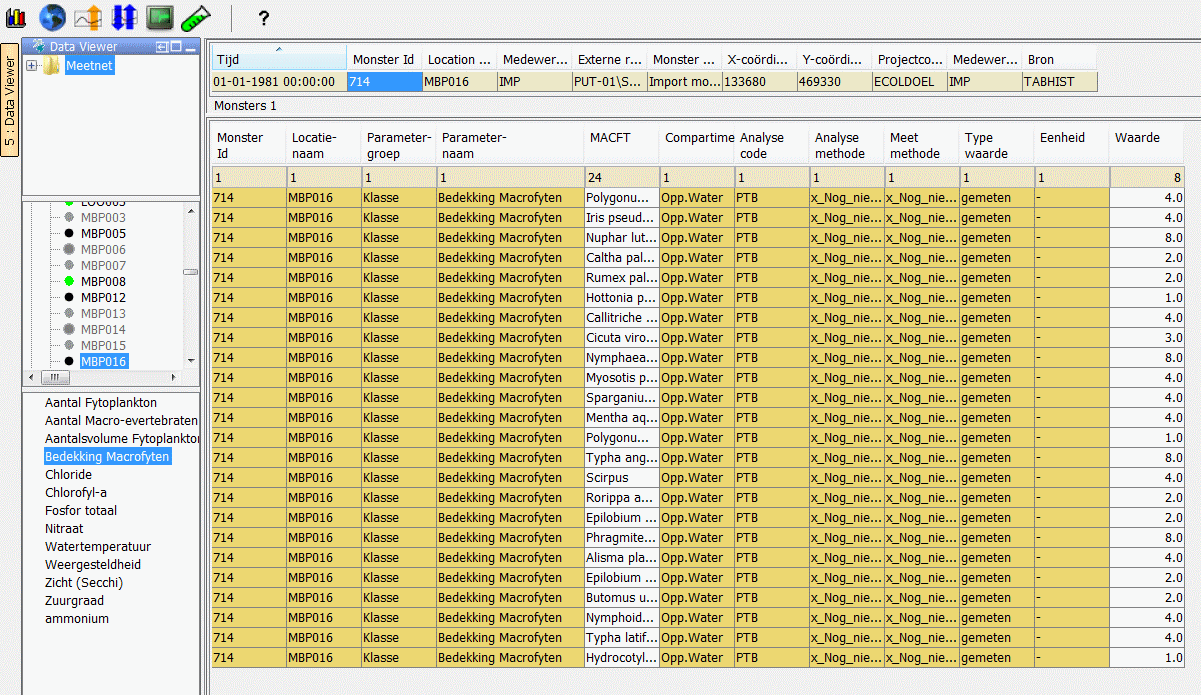 ?
5 : Data Viewer
Data Viewer
Meetnet
MBP003
MBP005
MBP006
MBP007
MBP008
MBP012
MBP013
MBP014
MBP015
MBP016
Aantal Fytoplankton
Aantal Macro-evertebraten
Aantalsvolume Fytoplankton
Bedekking Macrofyten
Chloride
Chlorofyl-a
Fosfor totaal
Nitraat
Watertemperatuur
Weergesteldheid
Zicht (Secchi)
Zuurgraad
ammonium
Tijd Monster Id Location ... Medewer... Externe r... Monster ... X-coördi... Y-coördi... Projectco... Medewer... Bron
01-01-1981 00:00:00 714 MBP016 IMP PUT-01\S... Import mo... 133680 469330 ECOLDOEL IMP TABHIST
Monsters 1
Monster Locatie- Parameter- Parameter- MACFT Compartime Analyse Analyse Meet Type Eenheid Waarde
Id naam groep naam code methode methode waarde
1 1 1 1 24 1 1 1 1 1 1 8
714 MBP016 Klasse Bedekking Macrofyten Polygonu... Opp.Water PTB x_Nog_nie... x_Nog_nie... gemeten - 4.0
714 MBP016 Klasse Bedekking Macrofyten Iris pseud... Opp.Water PTB x_Nog_nie... x_Nog_nie... gemeten - 4.0
714 MBP016 Klasse Bedekking Macrofyten Nuphar lut... Opp.Water PTB x_Nog_nie... x_Nog_nie... gemeten - 8.0
714 MBP016 Klasse Bedekking Macrofyten Caltha pal... Opp.Water PTB x_Nog_nie... x_Nog_nie... gemeten - 2.0
714 MBP016 Klasse Bedekking Macrofyten Rumex pal... Opp.Water PTB x_Nog_nie... x_Nog_nie... gemeten - 2.0
714 MBP016 Klasse Bedekking Macrofyten Hottonia p... Opp.Water PTB x_Nog_nie... x_Nog_nie... gemeten - 1.0
714 MBP016 Klasse Bedekking Macrofyten Callitriche ... Opp.Water PTB x_Nog_nie... x_Nog_nie... gemeten - 4.0
714 MBP016 Klasse Bedekking Macrofyten Cicuta viro... Opp.Water PTB x_Nog_nie... x_Nog_nie... gemeten - 3.0
714 MBP016 Klasse Bedekking Macrofyten Nymphaea... Opp.Water PTB x_Nog_nie... x_Nog_nie... gemeten - 8.0
714 MBP016 Klasse Bedekking Macrofyten Myosotis p... Opp.Water PTB x_Nog_nie... x_Nog_nie... gemeten - 4.0
714 MBP016 Klasse Bedekking Macrofyten Sparganiu... Opp.Water PTB x_Nog_nie... x_Nog_nie... gemeten - 4.0
714 MBP016 Klasse Bedekking Macrofyten Mentha aq... Opp.Water PTB x_Nog_nie... x_Nog_nie... gemeten - 4.0
714 MBP016 Klasse Bedekking Macrofyten Polygonu... Opp.Water PTB x_Nog_nie... x_Nog_nie... gemeten - 1.0
714 MBP016 Klasse Bedekking Macrofyten Typha ang... Opp.Water PTB x_Nog_nie... x_Nog_nie... gemeten - 8.0
714 MBP016 Klasse Bedekking Macrofyten Scirpus Opp.Water PTB x_Nog_nie... x_Nog_nie... gemeten - 4.0
714 MBP016 Klasse Bedekking Macrofyten Rorippa a... Opp.Water PTB x_Nog_nie... x_Nog_nie... gemeten - 2.0
714 MBP016 Klasse Bedekking Macrofyten Epilobium ... Opp.Water PTB x_Nog_nie... x_Nog_nie... gemeten - 2.0
714 MBP016 Klasse Bedekking Macrofyten Phragmite... Opp.Water PTB x_Nog_nie... x_Nog_nie... gemeten - 8.0
714 MBP016 Klasse Bedekking Macrofyten Alisma pla... Opp.Water PTB x_Nog_nie... x_Nog_nie... gemeten - 4.0
714 MBP016 Klasse Bedekking Macrofyten Epilobium ... Opp.Water PTB x_Nog_nie... x_Nog_nie... gemeten - 2.0
714 MBP016 Klasse Bedekking Macrofyten Butomus u... Opp.Water PTB x_Nog_nie... x_Nog_nie... gemeten - 2.0
714 MBP016 Klasse Bedekking Macrofyten Nymphoid... Opp.Water PTB x_Nog_nie... x_Nog_nie... gemeten - 4.0
714 MBP016 Klasse Bedekking Macrofyten Typha latif... Opp.Water PTB x_Nog_nie... x_Nog_nie... gemeten - 4.0
714 MBP016 Klasse Bedekking Macrofyten Hydrocotyl... Opp.Water PTB x_Nog_nie... x_Nog_nie... gemeten - 1.0